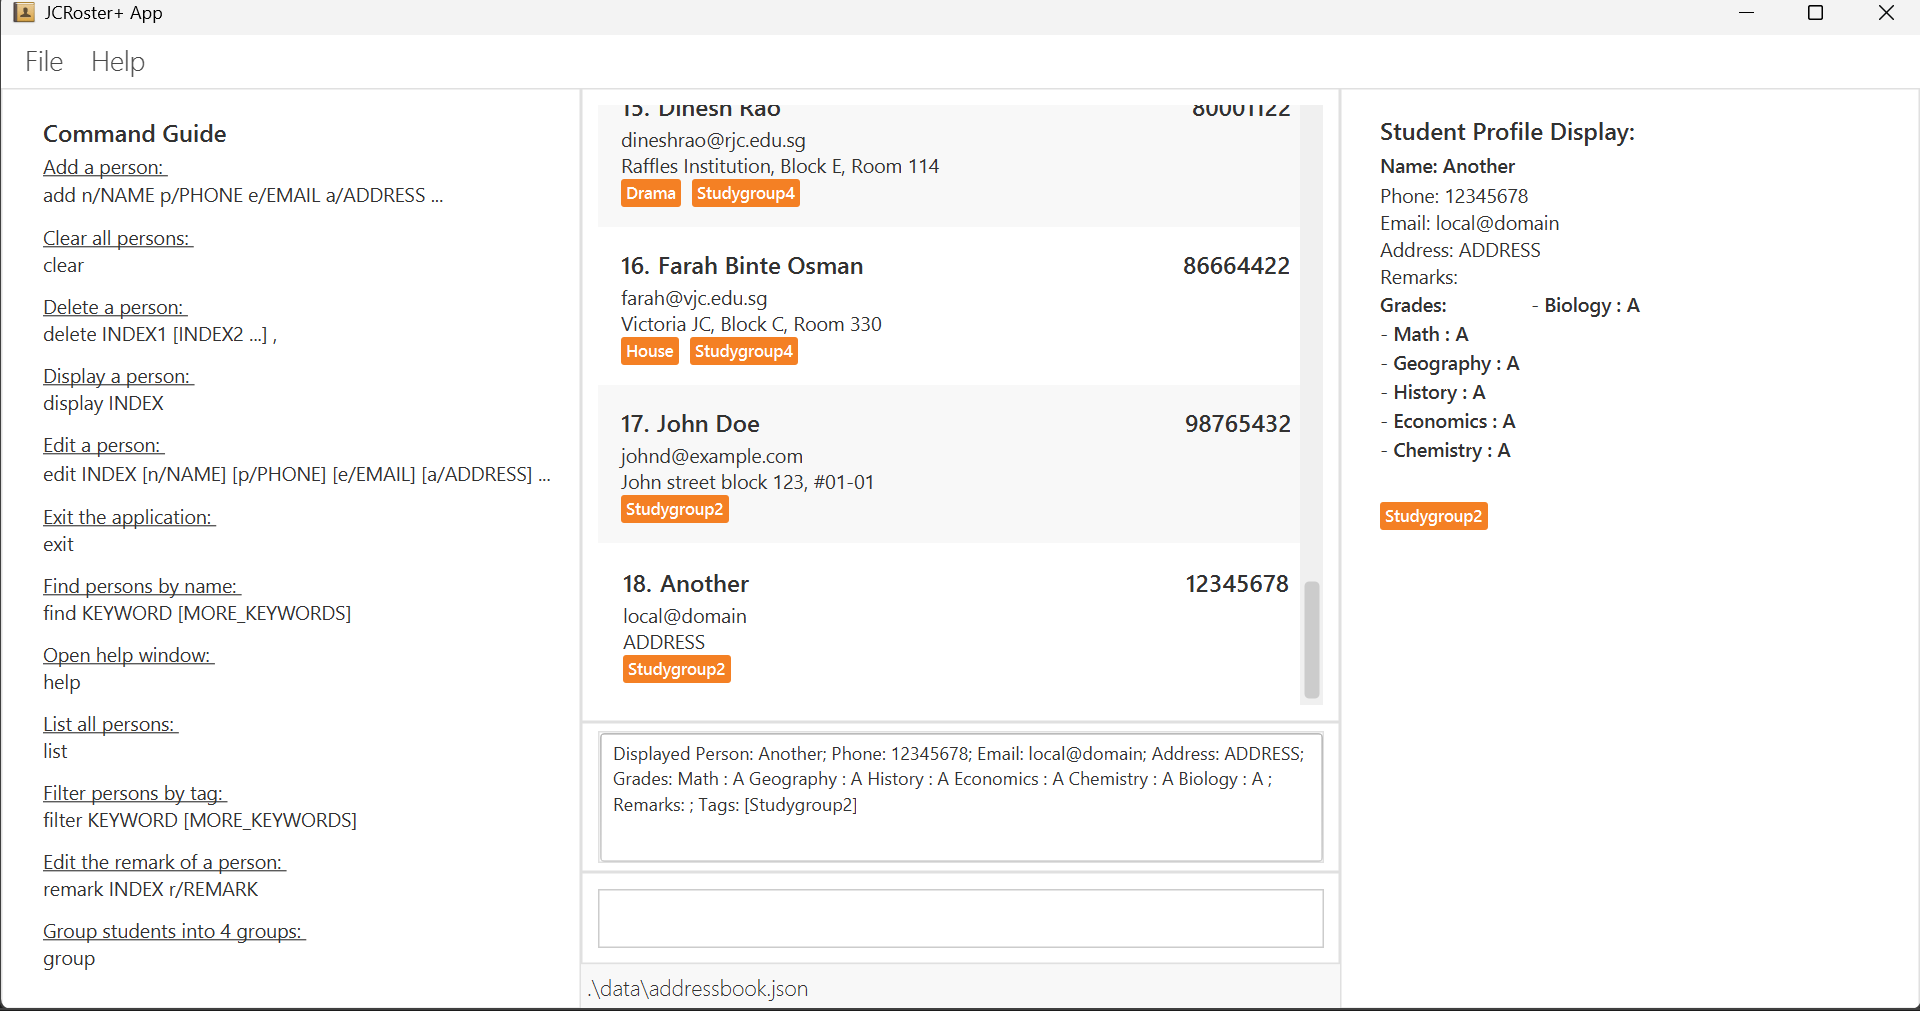 JCRoster+ App
File Help
Command Guide
Add a person:
add n/NAME p/PHONE e/EMAIL a/ADDRESS ...
Clear all persons:
clear
Delete a person:
delete INDEX1 [INDEX2 ...] ,
Display a person:
display INDEX
Edit a person:
edit INDEX [n/NAME] [p/PHONE] [e/EMAIL] [a/ADDRESS] ...
Exit the application:
exit
Find persons by name:
find KEYWORD [MORE_KEYWORDS]
Open help window:
help
List all persons:
list
Filter persons by tag:
filter KEYWORD [MORE_KEYWORDS]
Edit the remark of a person:
remark INDEX r/REMARK
Group students into 4 groups:
group
15. Dinesh Rao 80001122
dineshrao@rjc.edu.sg
Raffles Institution, Block E, Room 114
Drama Studygroup4
16. Farah Binte Osman 86664422
farah@vjc.edu.sg
Victoria JC, Block C, Room 330
House Studygroup4
17. John Doe 98765432
johnd@example.com
John street block 123, #01-01
Studygroup2
18. Another 12345678
local@domain
ADDRESS
Studygroup2
Displayed Person: Another; Phone: 12345678; Email: local@domain; Address: ADDRESS;
Grades: Math : A Geography : A History : A Economics : A Chemistry : A Biology : A ;
Remarks: ; Tags: [Studygroup2]
.\data\addressbook.json
Student Profile Display:
Name: Another
Phone: 12345678
Email: local@domain
Address: ADDRESS
Remarks:
Grades: - Biology : A
- Math : A
- Geography : A
- History : A
- Economics : A
- Chemistry : A
Studygroup2